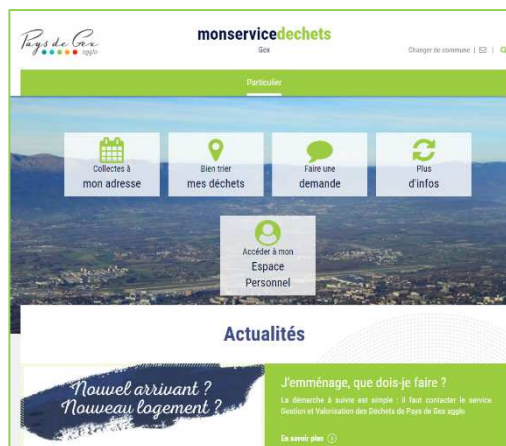 Pays de Gex
agglo
monservicedechets
Gex
Changer de commune
Particulier
Collectes à
mon adresse
Bien trier
mes déchets
Faire une
demande
Plus
d'infos
Accéder à mon
Espace
Personnel
Actualités
Nouvel arrivant ?
Nouveau logement ?
J'emménage, que dois-je faire ?
La démarche à suivre est simple : il faut contacter le service
Gestion et Valorisation des Déchets de Pays de Gex agglo
En savoir plus